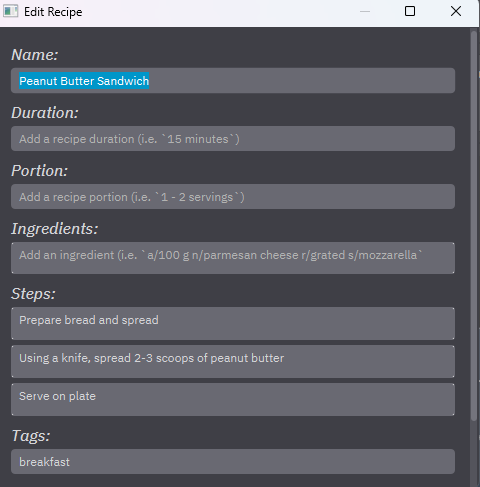 Edit Recipe
Name:
Peanut Butter Sandwich
Duration:
Add a recipe duration (i.e. `15 minutes`)
Portion:
Add a recipe portion (i.e. `1 - 2 servings`)
Ingredients:
Add an ingredient (i.e. `a/100 g n/parmesan cheese r/grated s/mozzarella`
Steps:
Prepare bread and spread
Using a knife, spread 2-3 scoops of peanut butter
Serve on plate
Tags:
breakfast